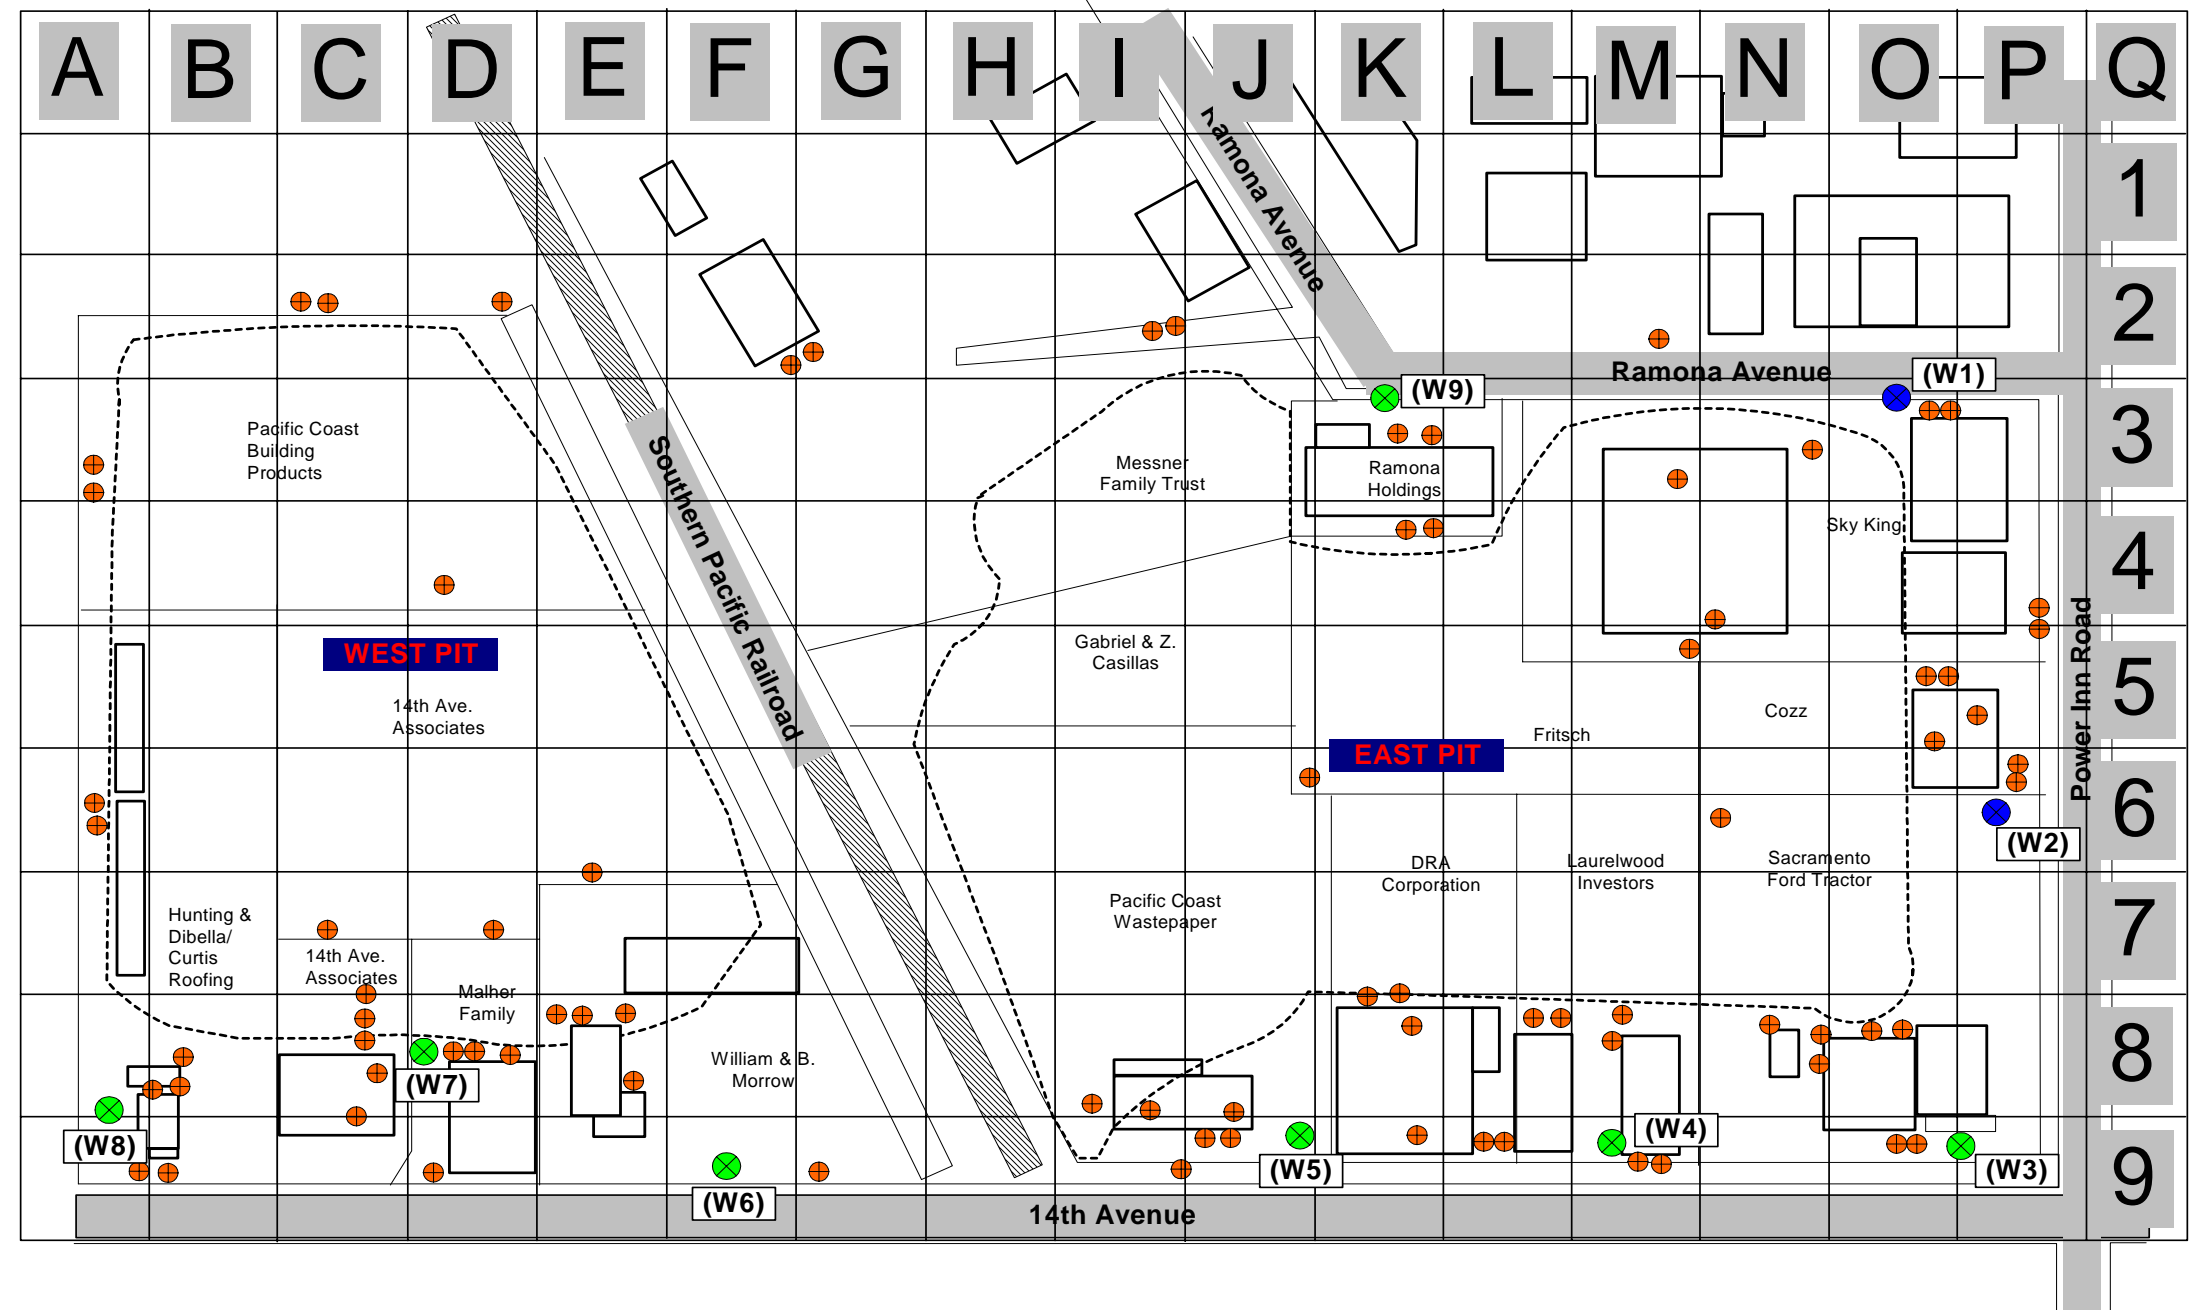 A B C D E F G H I J K L M N O P Q
1
Ramona Avenue
2
Ramona Avenue
(W1)
(W9)
3
Pacific Coast
Building
Products
Southern Pacific Railroad
Messner
Family Trust
Ramona
Holdings
Sky King
4
Power Inn Road
WEST PIT
14th Ave.
Associates
Gabriel & Z.
Casillas
5
Cozz
Fritsch
EAST PIT
6
(W2)
DRA
Corporation
Laurelwood
Investors
Sacramento
Ford Tractor
Hunting &
Dibella/
Curtis
Roofing
14th Ave.
Associates
Malher
Family
Pacific Coast
Wastepaper
7
William & B.
Morrow
8
(W7)
(W8)
(W6)
(W5)
(W4)
(W3)
9
14th Avenue